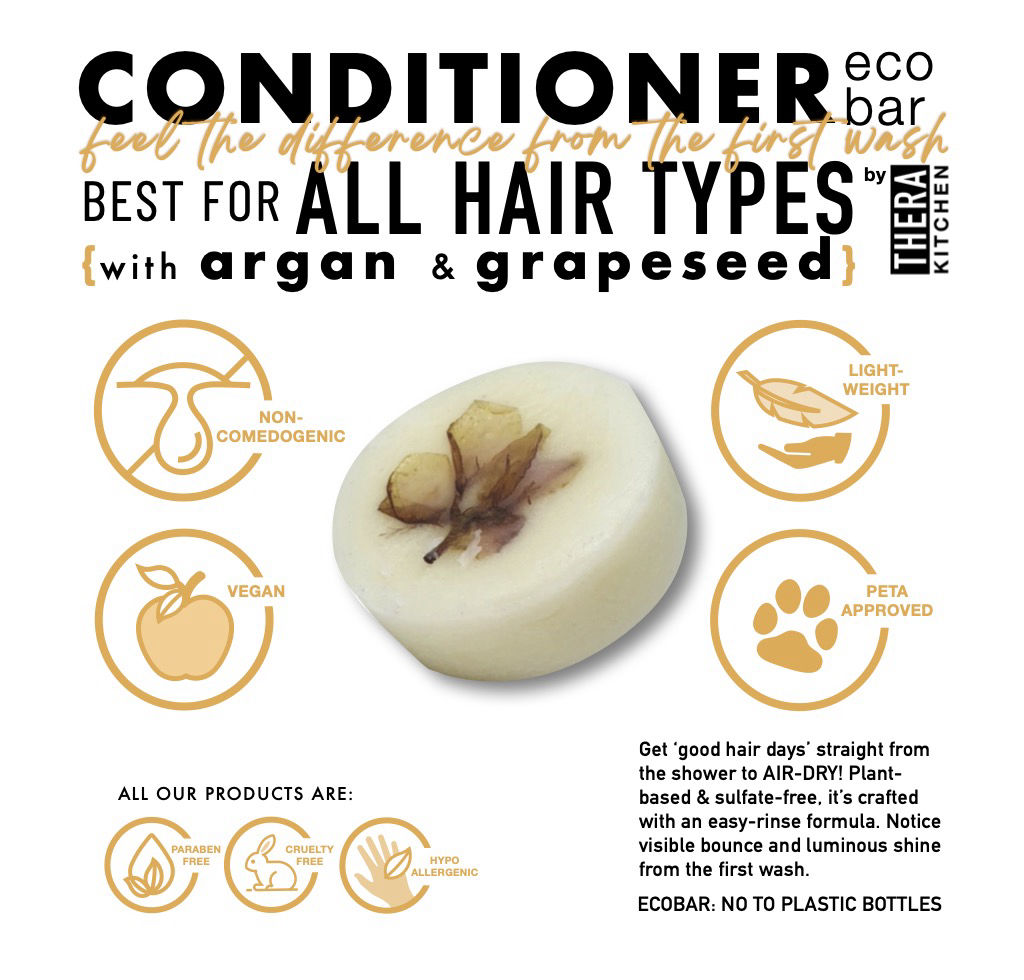 CONDITIONER eco bar
feel the difference from the first wash
BEST FOR ALL HAIR TYPES
by THERA KITCHEN
{with argan & grapeseed}
NON-
COMEDOGENIC
LIGHT-
WEIGHT
VEGAN
PETA
APPROVED
Get ‘good hair days’ straight from
the shower to AIR-DRY! Plant-
based & sulfate-free, it’s crafted
with an easy-rinse formula. Notice
visible bounce and luminous shine
from the first wash.
ECOBAR: NO TO PLASTIC BOTTLES
ALL OUR PRODUCTS ARE:
PARABEN
FREE
CRUELTY
FREE
HYPO
ALLERGENIC